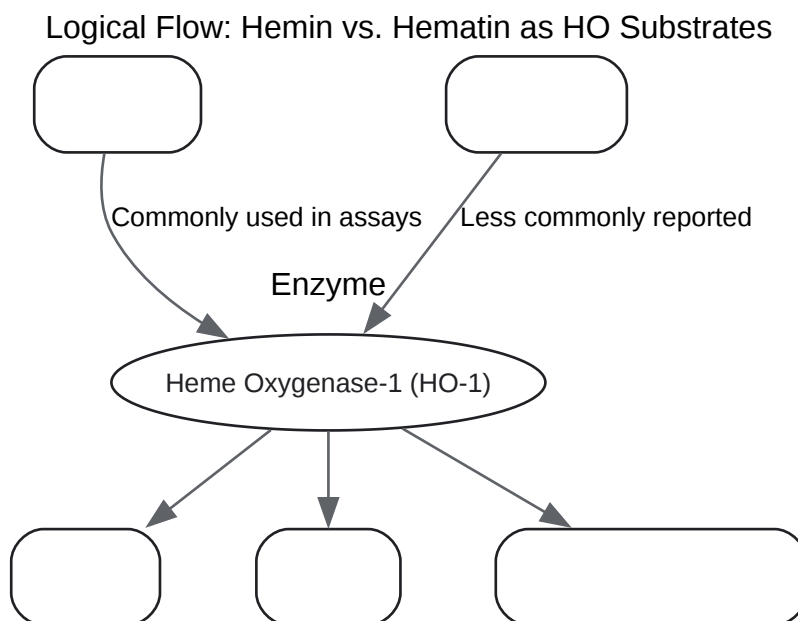 Logical Flow: Hemin vs. Hematin as HO Substrates
Commonly used in assays
Less commonly reported
Enzyme
Heme Oxygenase-1 (HO-1)